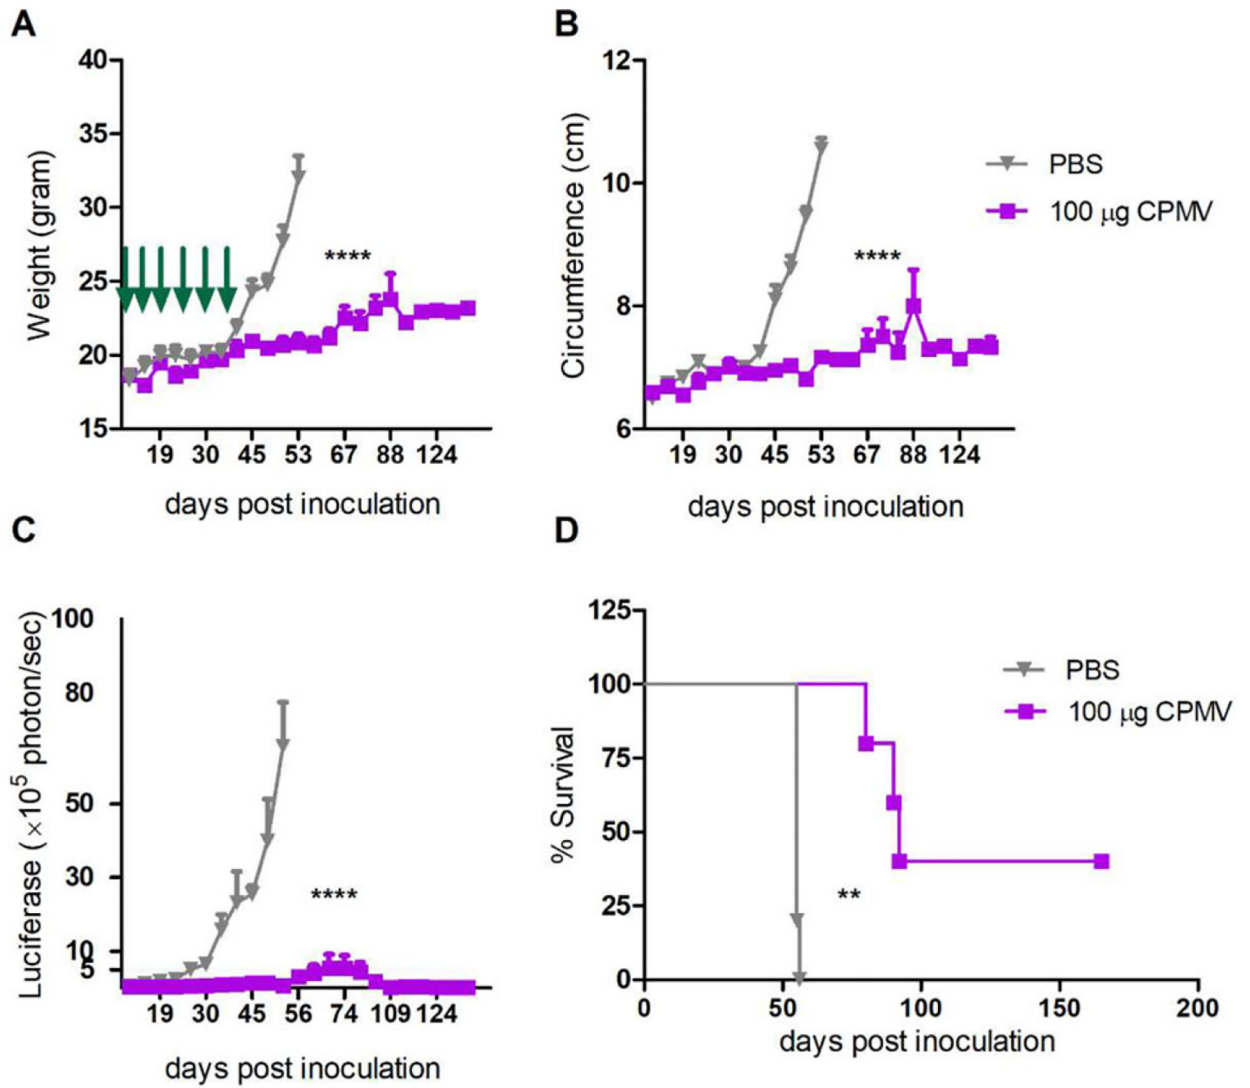 A
40
35
30
25
20
15
Weight (gram)
****
19 30 45 53 67 88 124
days post inoculation
B
12
10
8
6
Circumference (cm)
****
19 30 45 53 67 88 124
days post inoculation
PBS
100 μg CPMV
C
100
80
50
30
10
5
Luciferase (×10⁵ photon/sec)
****
19 30 45 56 74 109 124
days post inoculation
D
125
100
75
50
25
0
% Survival
**
0 50 100 150 200
days post inoculation
PBS
100 μg CPMV